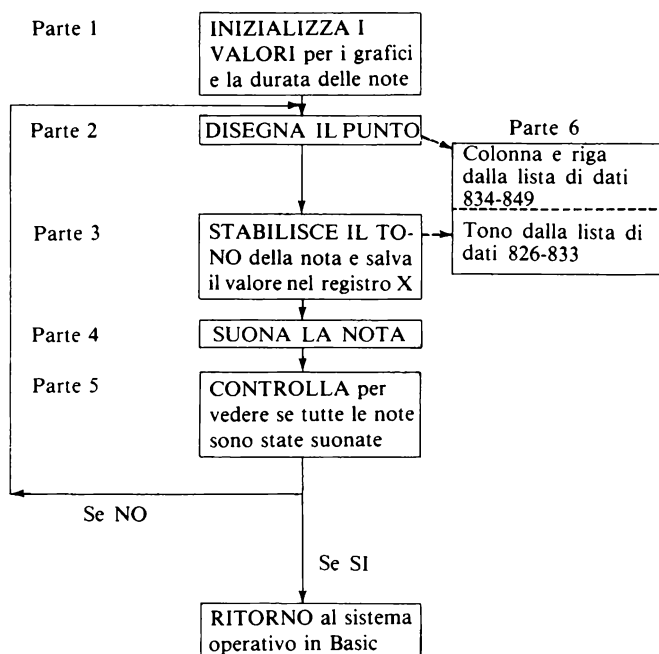 Parte 1
INIZIALIZZA I
VALORI per i grafici
e la durata delle note
Parte 2
DISEGNA IL PUNTO
Parte 6
Colonna e riga
dalla lista di dati
834-849
Tono dalla lista di
dati 826-833
Parte 3
STABILISCE IL TO-
NO della nota e salva
il valore nel registro X
Parte 4
SUONA LA NOTA
Parte 5
CONTROLLA per
vedere se tutte le note
sono state suonate
Se NO
Se SI
RITORNO al sistema
operativo in Basic